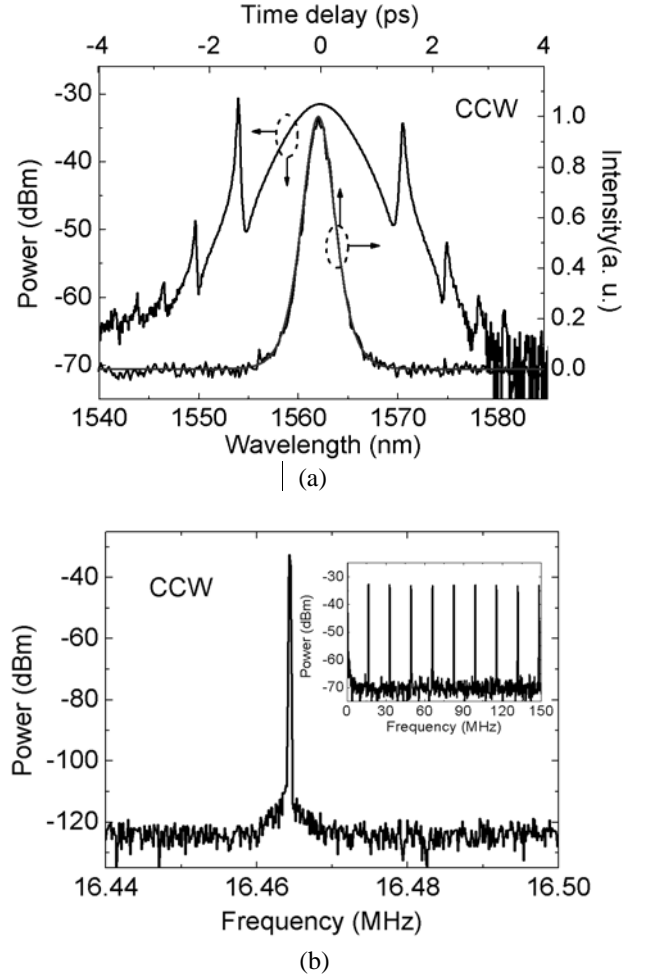 Time delay (ps)
-4 -2 0 2 4
CCW
Power (dBm)
-30
-40
-50
-60
-70
Intensity(a. u.)
1.0
0.8
0.6
0.4
0.2
0.0
1540 1550 1560 1570 1580
Wavelength (nm)
(a)
CCW
Power (dBm)
-40
-60
-80
-100
-120
16.44 16.46 16.48 16.50
Frequency (MHz)
Power (dBm)
-30
-40
-50
-60
-70
0 30 60 90 120 150
Frequency (MHz)
(b)